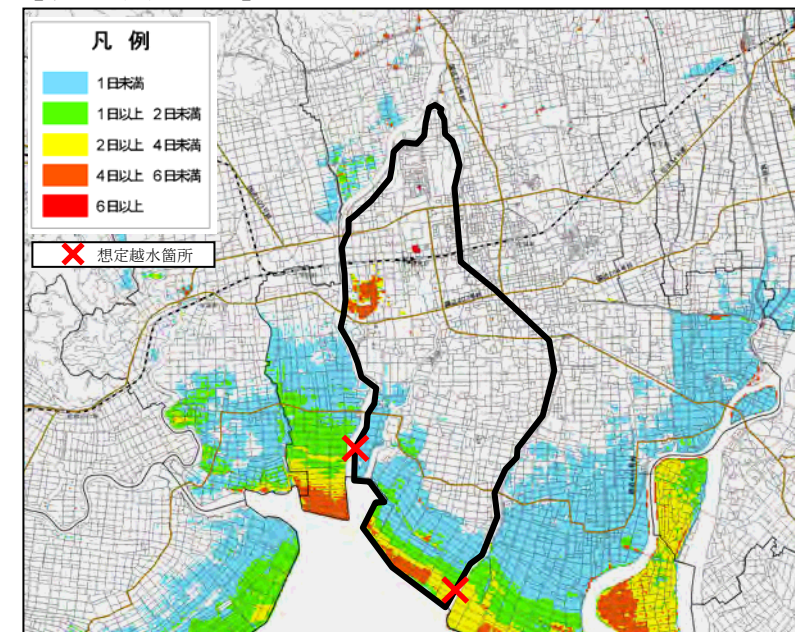 凡 例
1日未満
1日以上 2日未満
2日以上 4日未満
4日以上 6日未満
6日以上
想定越水箇所